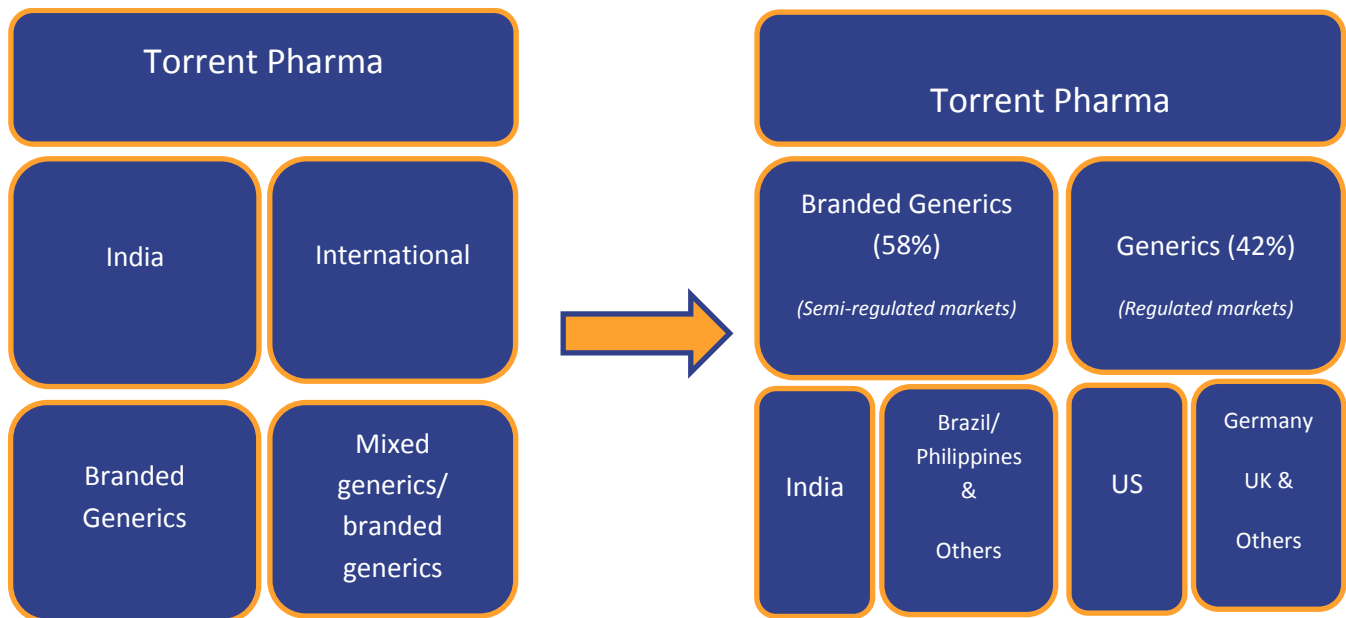 Torrent Pharma
India
International
Branded
Generics
Mixed
generics/
branded
generics
Torrent Pharma
Branded Generics
(58%)
(Semi-regulated markets)
Generics (42%)
(Regulated markets)
India
Brazil/
Philippines
&
Others
US
Germany
UK &
Others